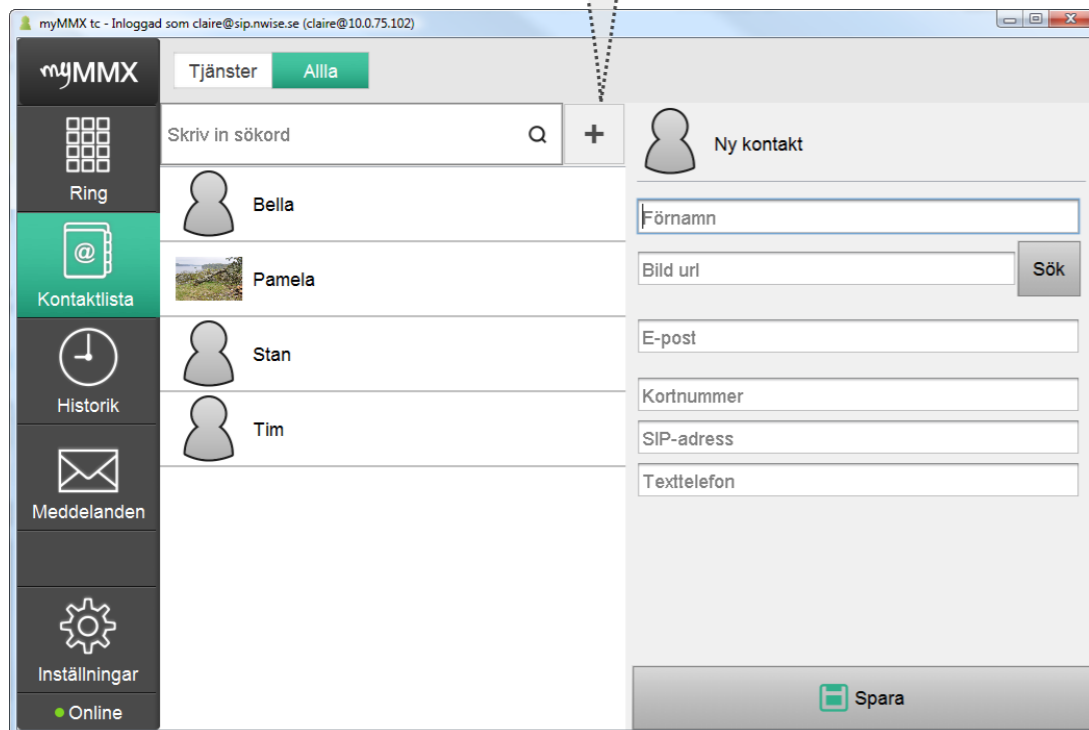 myMMX tc - Inloggad som claire@sip.nwise.se (claire@10.0.75.102)
myMMX
Tjänster
Allla
Ring
Kontaktlista
Historik
Meddelanden
Inställningar
Online
Skriv in sökord
+
Bella
Pamela
Stan
Tim
Ny kontakt
Förnamn
Bild url
Sök
E-post
Kortnummer
SIP-adress
Texttelefon
Spara